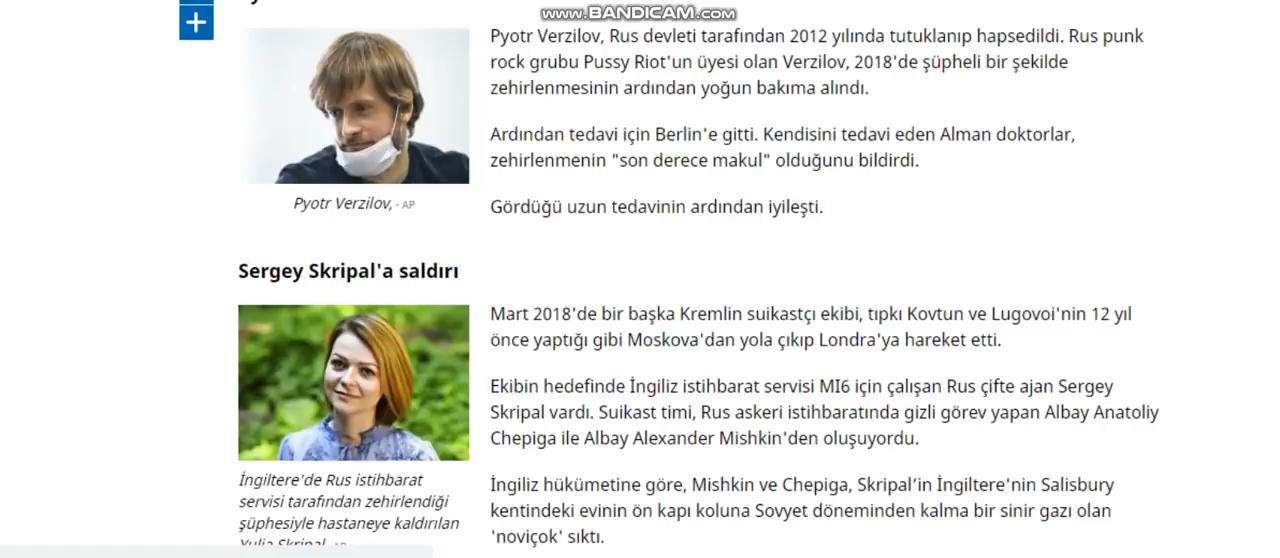 www.BANDICAM.com
Pyotr Verzilov, Rus devleti tarafından 2012 yılında tutuklanıp hapsedildi. Rus punk
rock grubu Pussy Riot'un üyesi olan Verzilov, 2018'de şüpheli bir şekilde
zehirlenmesinin ardından yoğun bakıma alındı.
Ardından tedavi için Berlin'e gitti. Kendisini tedavi eden Alman doktorlar,
zehirlenmenin "son derece makul" olduğunu bildirdi.
Gördüğü uzun tedavinin ardından iyileşti.
Pyotr Verzilov, - AP
Sergey Skripal'a saldırı
Mart 2018'de bir başka Kremlin suikastçı ekibi, tıpkı Kovtun ve Lugovoi'nin 12 yıl
önce yaptığı gibi Moskova'dan yola çıkıp Londra'ya hareket etti.
Ekibin hedefinde İngiliz istihbarat servisi MI6 için çalışan Rus çifte ajan Sergey
Skripal vardı. Suikast timi, Rus askeri istihbaratında gizli görev yapan Albay Anatoliy
Chepiga ile Albay Alexander Mishkin'den oluşuyordu.
İngiliz hükümetine göre, Mishkin ve Chepiga, Skripal’in İngiltere'nin Salisbury
kentindeki evinin ön kapı koluna Sovyet döneminden kalma bir sinir gazı olan
'noviçok' sıktı.
İngiltere'de Rus istihbarat
servisi tarafından zehirlendiği
şüphesiyle hastaneye kaldırılan
Yulia Skripal